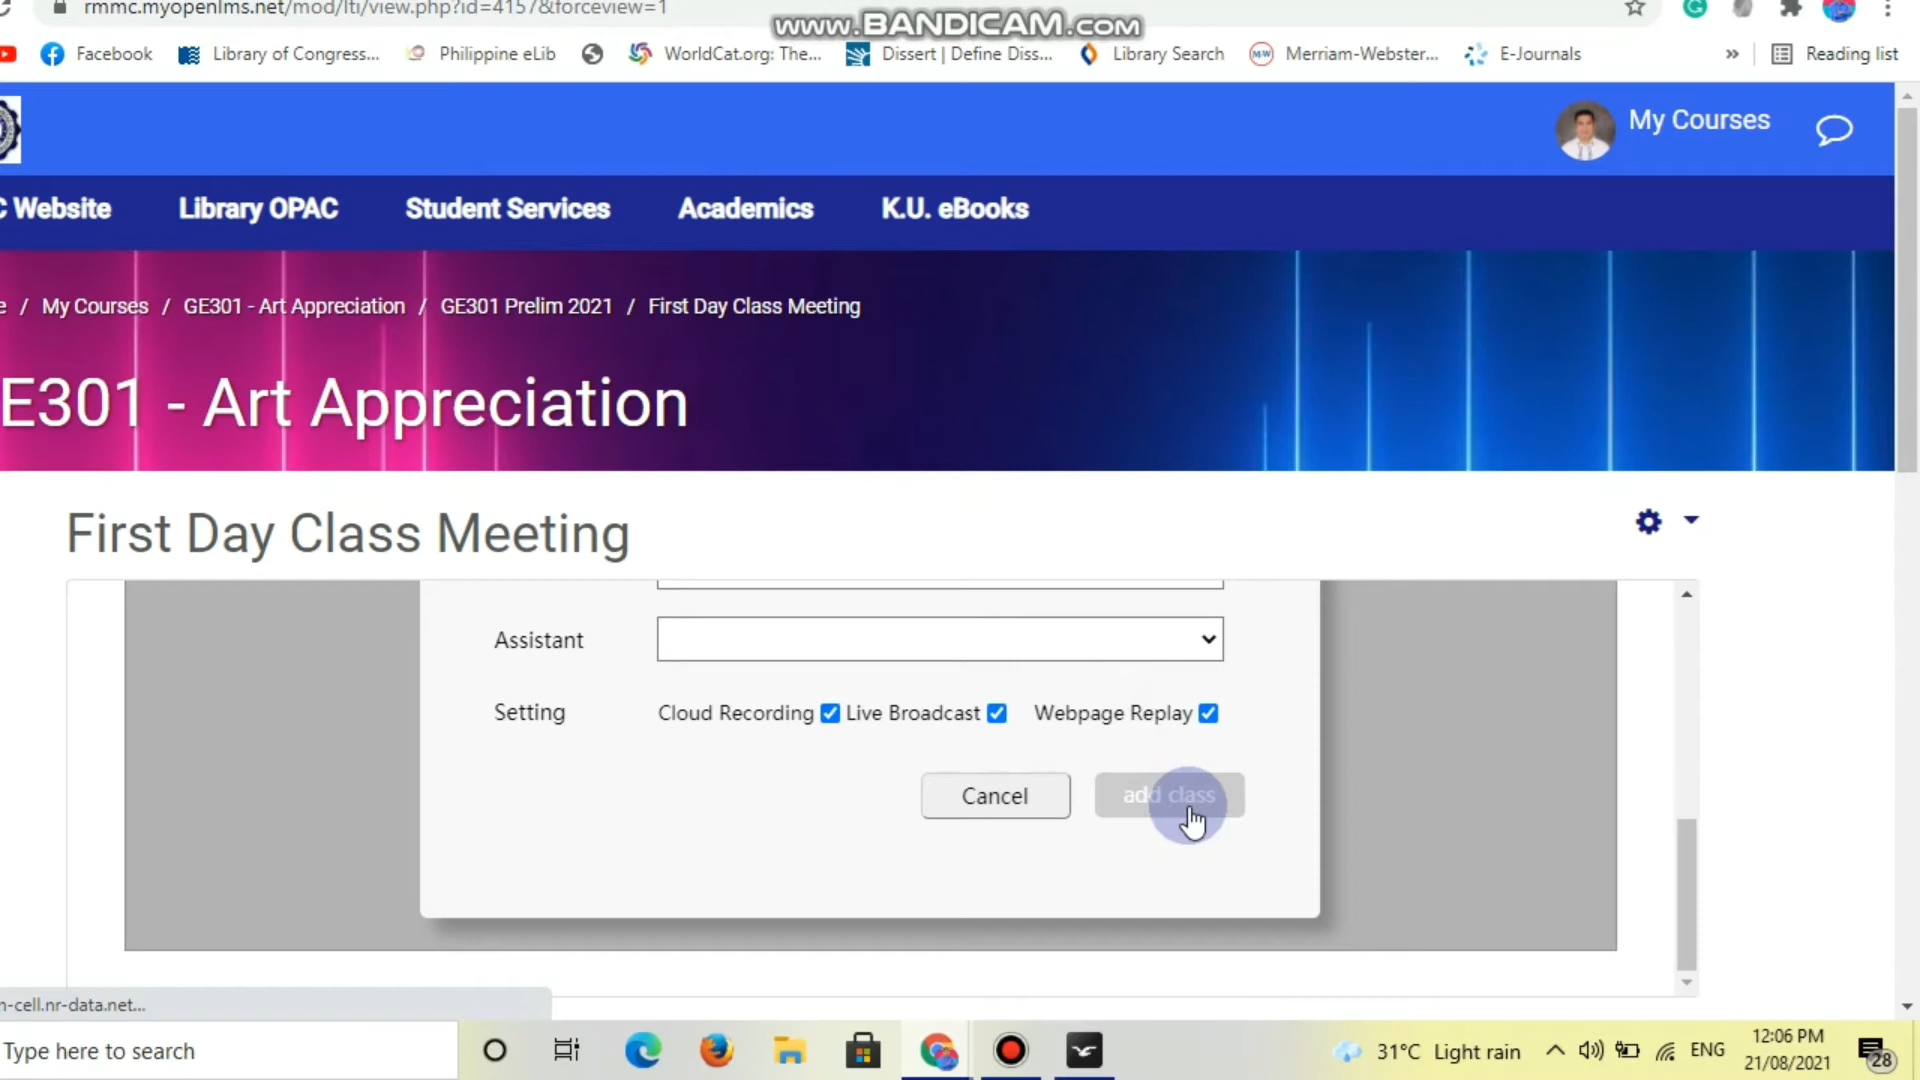 rmmc.myopenlms.net/mod/lti/view.php?id=4157&forceview=1
www.BANDICAM.com
Facebook
Library of Congress...
Philippine eLib
WorldCat.org: The...
Dissert | Define Diss...
Library Search
Merriam-Webster...
E-Journals
»
Reading list
My Courses
C Website
Library OPAC
Student Services
Academics
K.U. eBooks
e / My Courses / GE301 - Art Appreciation / GE301 Prelim 2021 / First Day Class Meeting
E301 - Art Appreciation
First Day Class Meeting
Assistant
Setting
Cloud Recording
Live Broadcast
Webpage Replay
Cancel
add class
n-cell.nr-data.net...
Type here to search
31°C Light rain
ENG
12:06 PM
21/08/2021
28